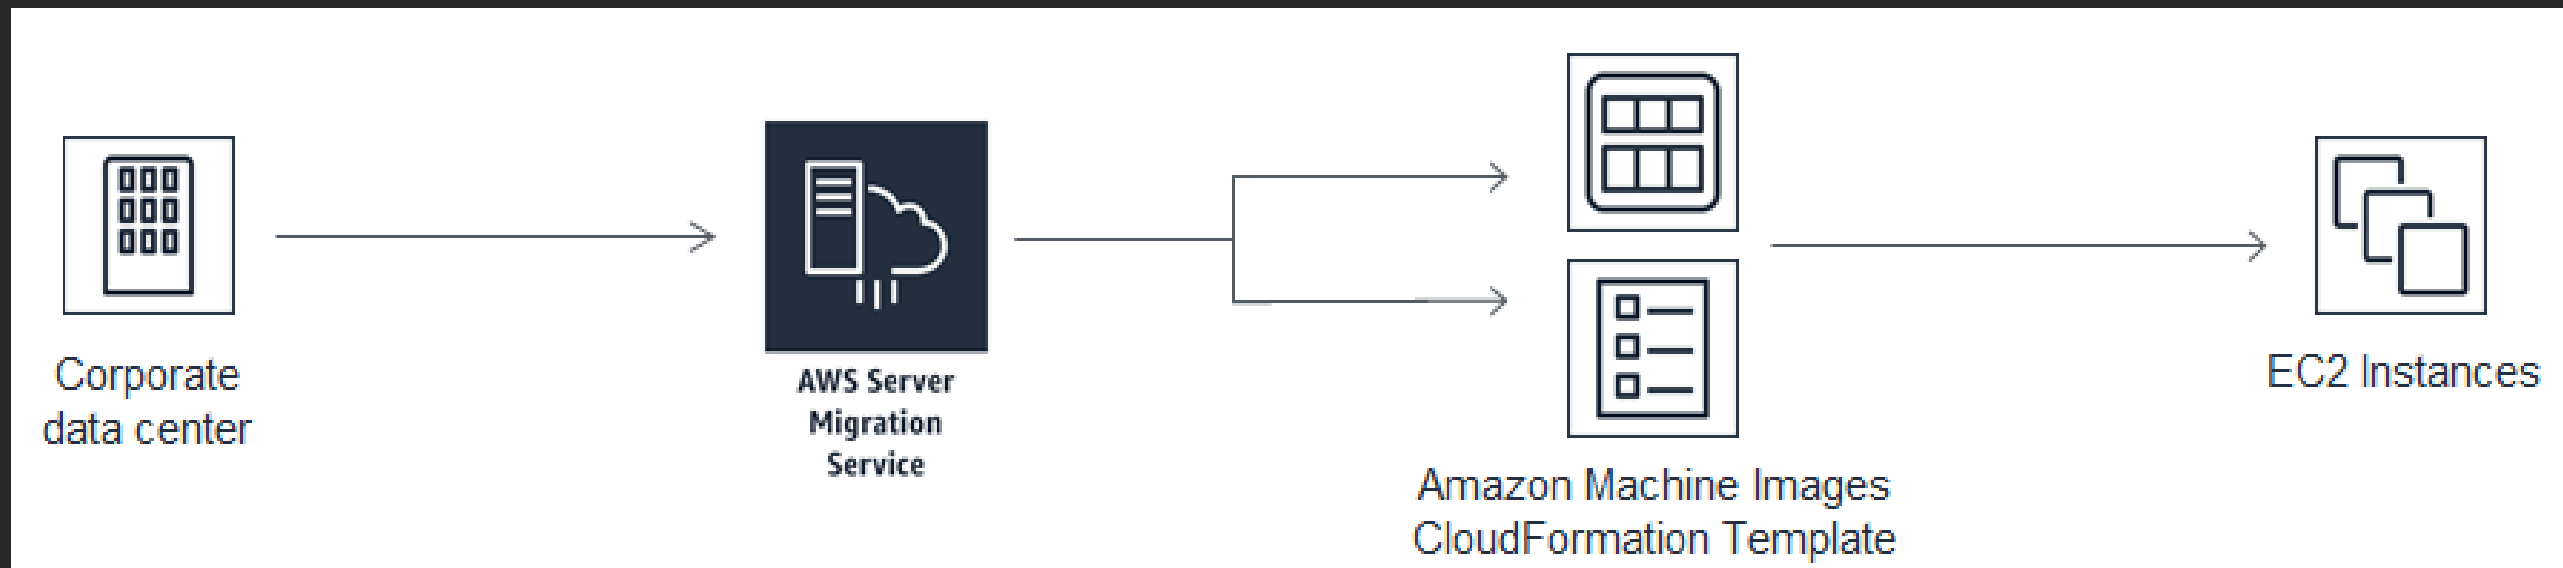 Corporate
data center
AWS Server
Migration
Service
Amazon Machine Images
CloudFormation Template
EC2 Instances